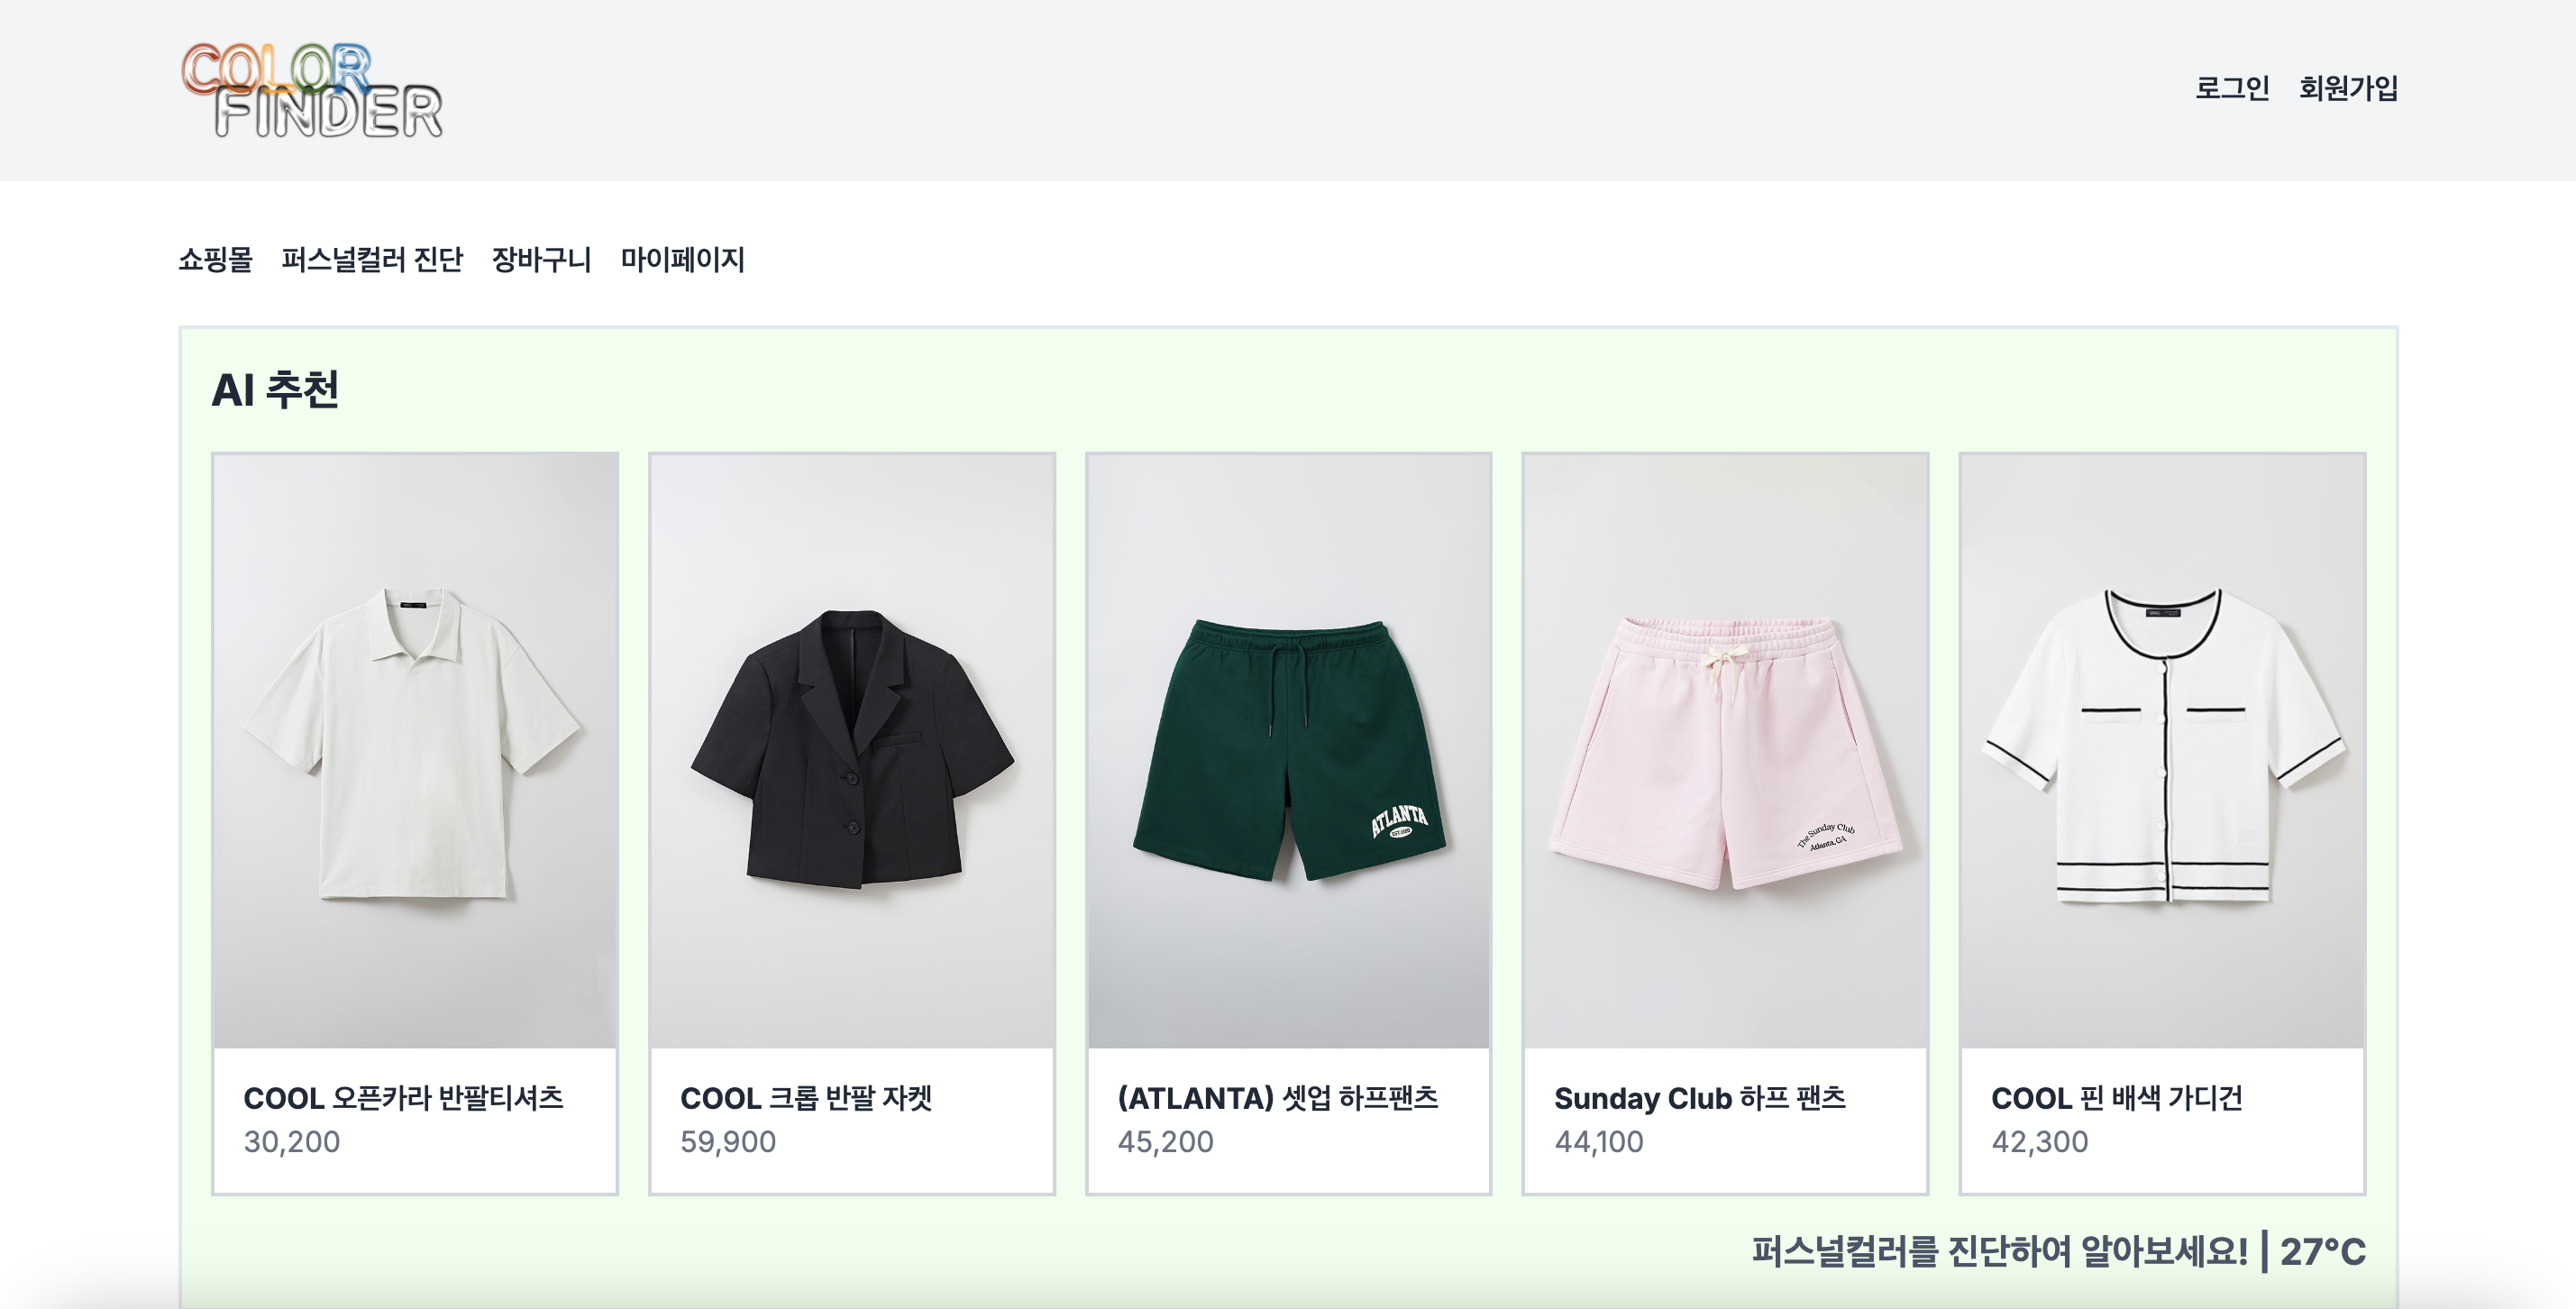 COLOR
FINDER
로그인 회원가입
쇼핑몰 퍼스널컬러 진단 장바구니 마이페이지
AI 추천
ATLANTA
The Sunday Club
Atlanta, GA
COOL 오픈카라 반팔티셔츠
30,200
COOL 크롭 반팔 자켓
59,900
(ATLANTA) 셋업 하프팬츠
45,200
Sunday Club 하프 팬츠
44,100
COOL 핀 배색 가디건
42,300
퍼스널컬러를 진단하여 알아보세요! | 27°C